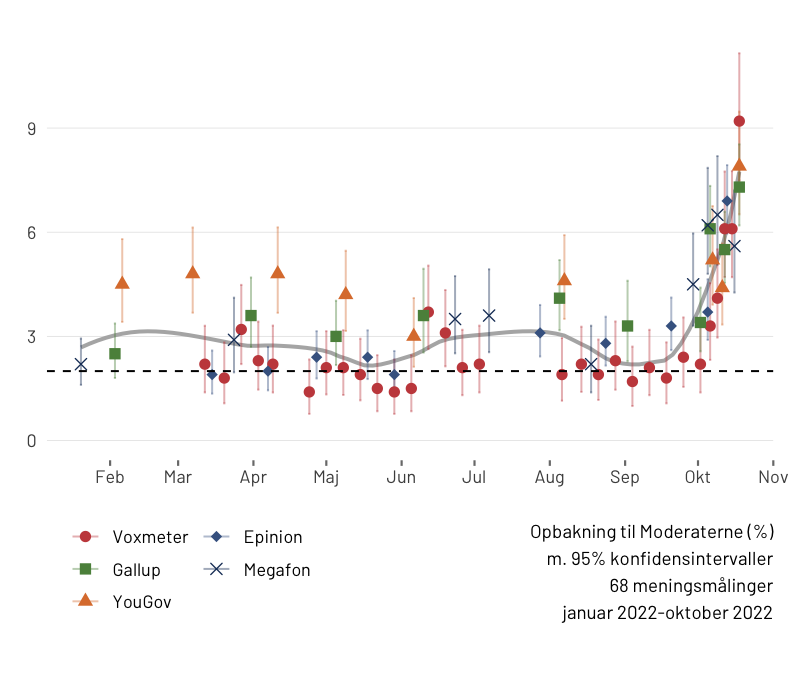 9
6
3
0
Feb Mar Apr Maj Jun Jul Aug Sep Okt Nov
Voxmeter Epinion
Gallup Megafon
YouGov
Opbakning til Moderaterne (%)
m. 95% konfidensintervaller
68 meningsmålinger
januar 2022-oktober 2022